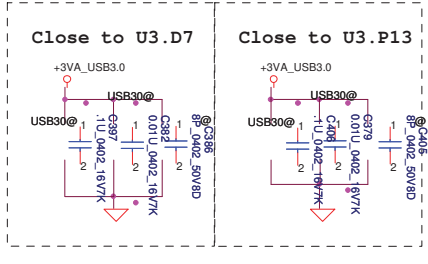 Close to U3.D7
+3VA_USB3.0
USB30@
USB30@
@
1
2
1
2
1
2
C397
.1U_0402_16V7K
C382
0.01U_0402_16V7K
C386
8P_0402_50V8D
Close to U3.P13
+3VA_USB3.0
USB30@
USB30@
@
1
2
1
2
1
2
C406
.1U_0402_16V7K
C379
0.01U_0402_16V7K
C405
8P_0402_50V8D